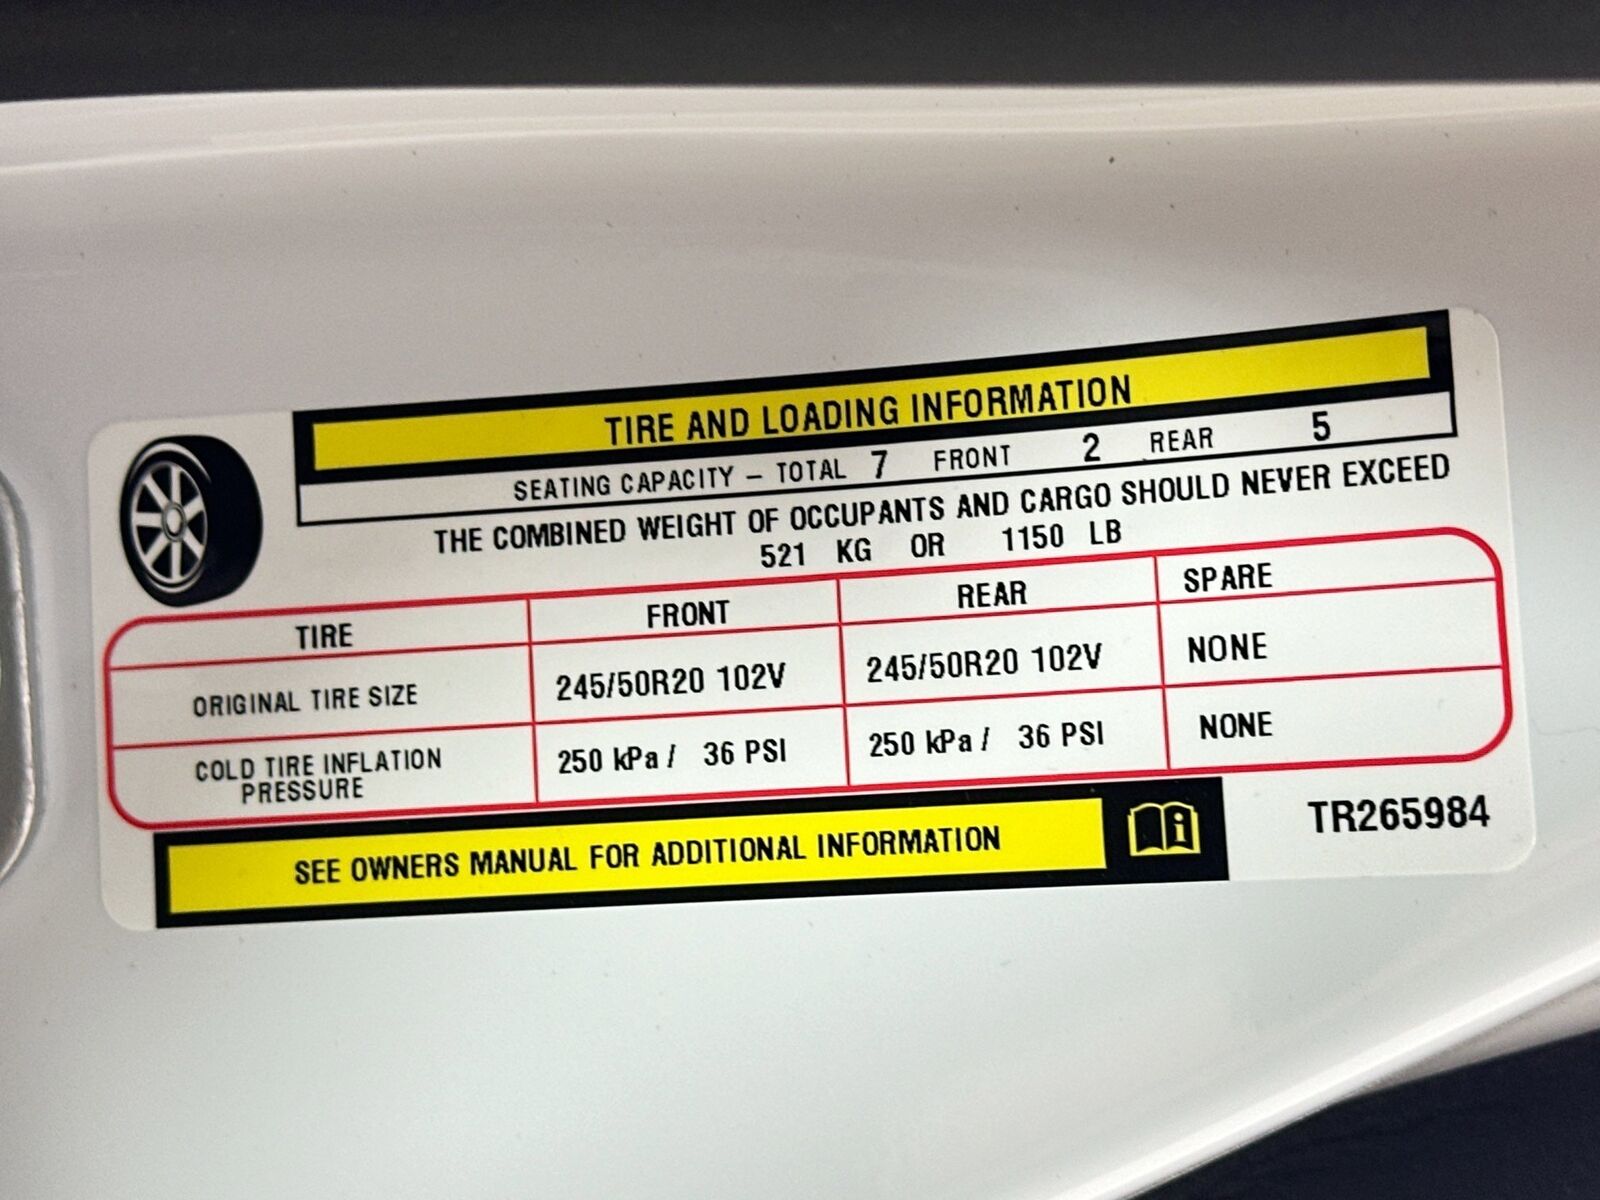 TIRE AND LOADING INFORMATION
SEATING CAPACITY – TOTAL 7 FRONT 2 REAR 5
THE COMBINED WEIGHT OF OCCUPANTS AND CARGO SHOULD NEVER EXCEED
521 KG OR 1150 LB
TIRE FRONT REAR SPARE
ORIGINAL TIRE SIZE 245/50R20 102V 245/50R20 102V NONE
COLD TIRE INFLATION
PRESSURE 250 kPa / 36 PSI 250 kPa / 36 PSI NONE
SEE OWNERS MANUAL FOR ADDITIONAL INFORMATION
TR265984